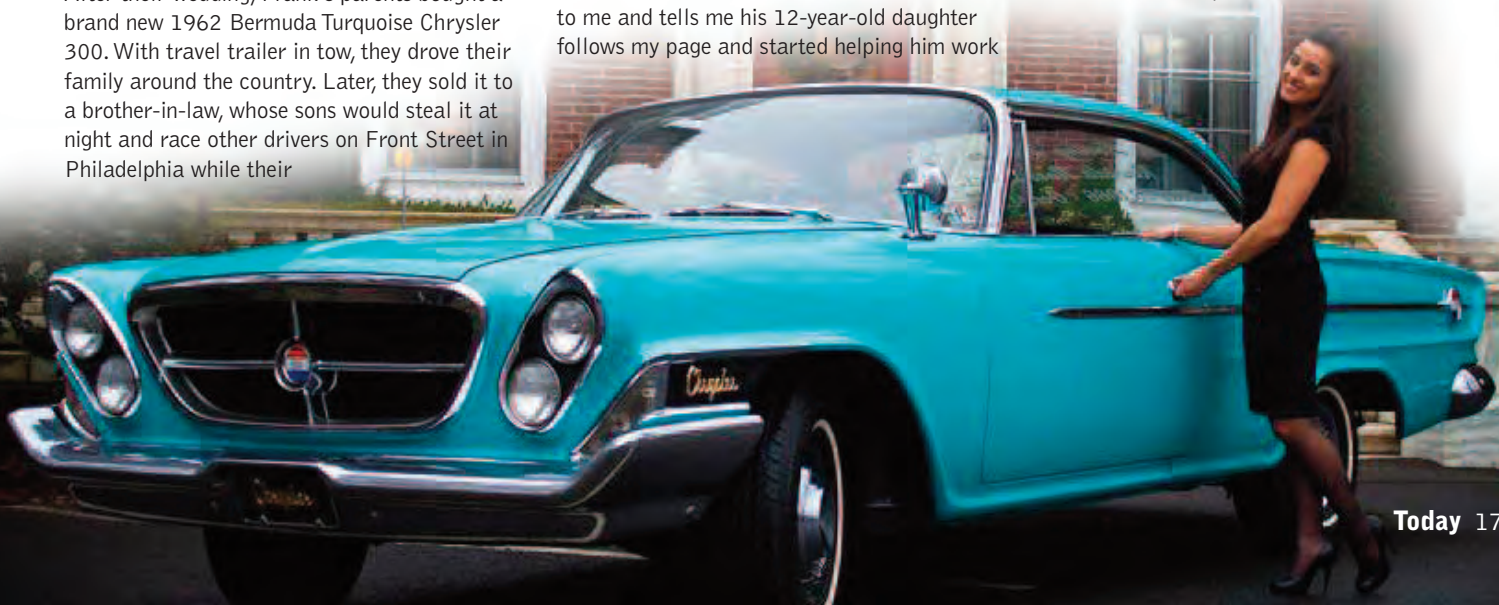 brand new 1962 Bermuda Turquoise Chrysler
300. With travel trailer in tow, they drove their
family around the country. Later, they sold it to
a brother-in-law, whose sons would steal it at
night and race other drivers on Front Street in
Philadelphia while their
to me and tells me his 12-year-old daughter
follows my page and started helping him work
Chrysler
Today 17